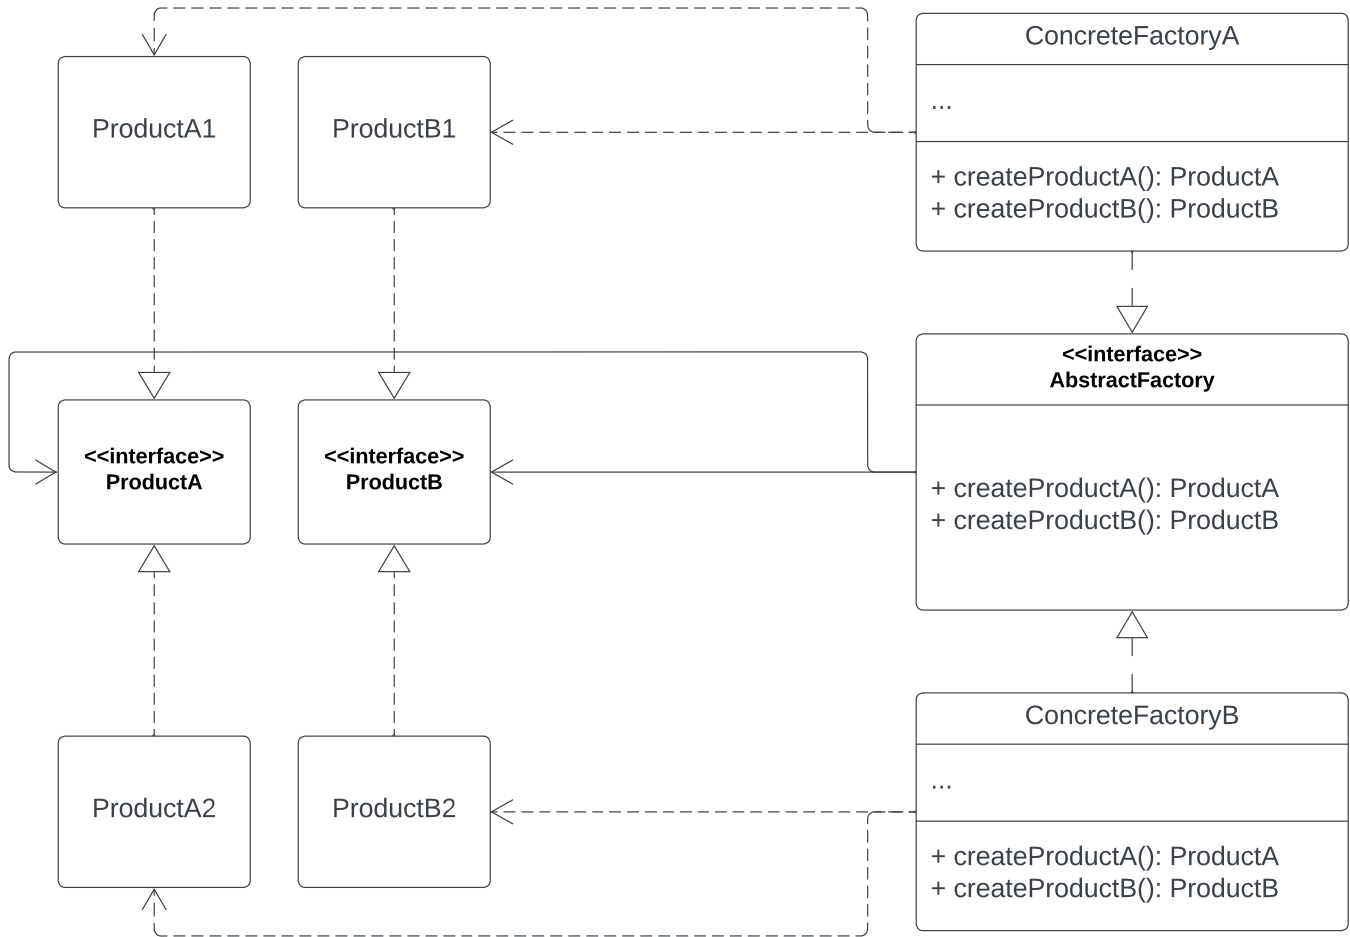 ConcreteFactoryA
ProductA1
ProductB1
...
+ createProductA(): ProductA
+ createProductB(): ProductB
<<interface>>
AbstractFactory
<<interface>>
ProductA
<<interface>>
ProductB
+ createProductA(): ProductA
+ createProductB(): ProductB
ConcreteFactoryB
ProductA2
ProductB2
...
+ createProductA(): ProductA
+ createProductB(): ProductB